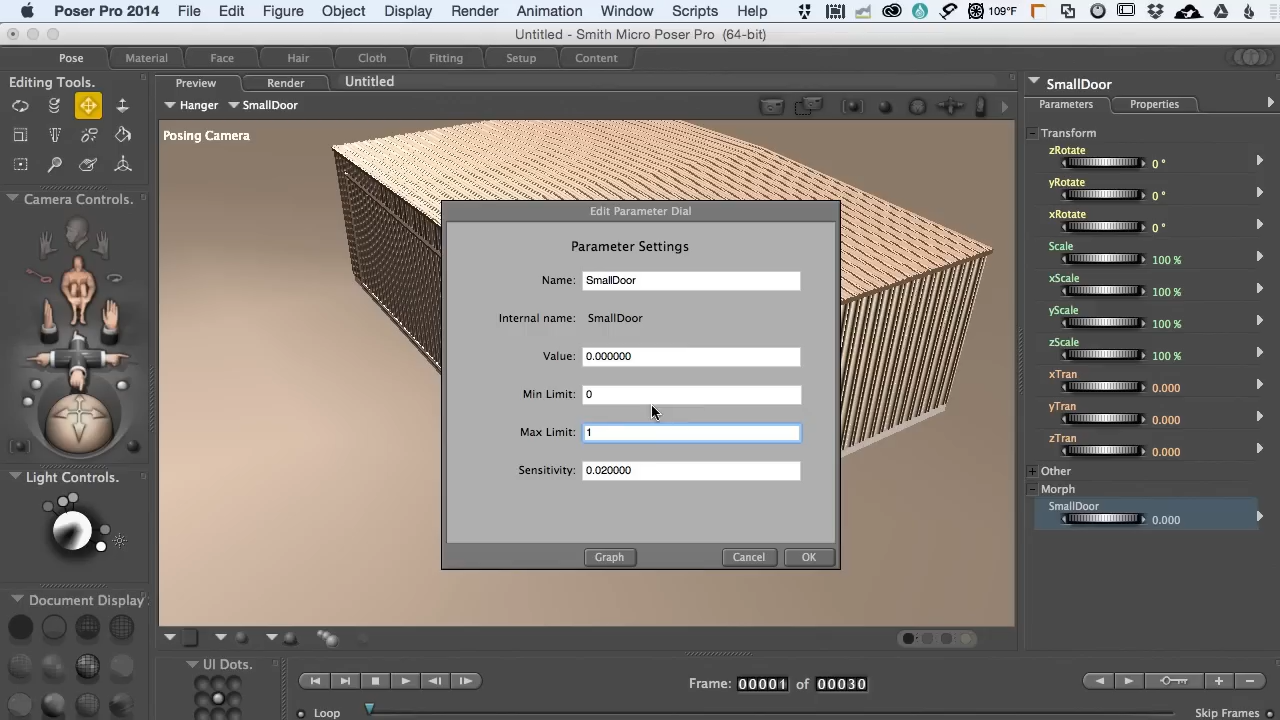 Poser Pro 2014 File Edit Figure Object Display Render Animation Window Scripts Help 109°F
Untitled - Smith Micro Poser Pro (64-bit)
Pose Material Face Hair Cloth Fitting Setup Content
Editing Tools.
Preview Render Untitled
Hanger SmallDoor
Posing Camera
Camera Controls.
Light Controls.
Document Display
UI Dots.
Edit Parameter Dial
Parameter Settings
Name: SmallDoor
Internal name: SmallDoor
Value: 0.000000
Min Limit: 0
Max Limit: 1
Sensitivity: 0.020000
Graph Cancel OK
SmallDoor
Parameters Properties
Transform
zRotate
0 °
yRotate
0 °
xRotate
0 °
Scale
100 %
xScale
100 %
yScale
100 %
zScale
100 %
xTran
0.000
yTran
0.000
zTran
0.000
Other
Morph
SmallDoor
0.000
Frame: 00001 of 00030
Loop
Skip Frames